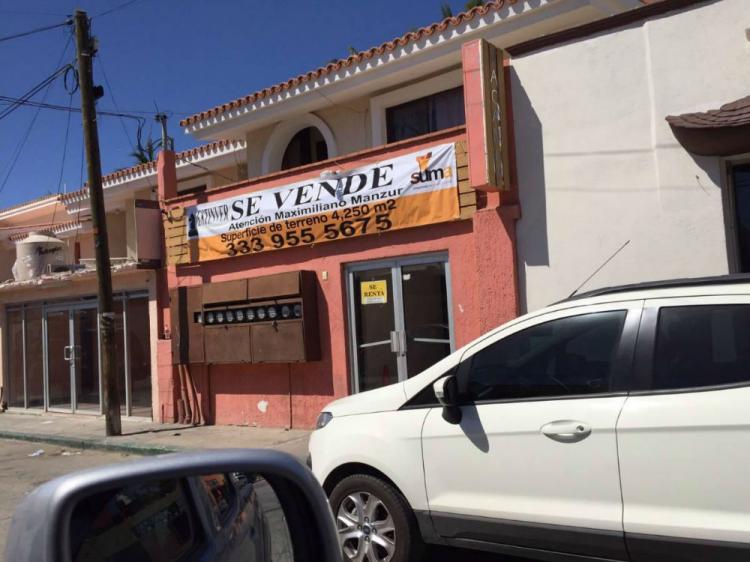 SE VENDE
Atención Maximiliano Manzur
Superficie de terreno 4,250 m2
333 955 5675
suma
SE
RENTA